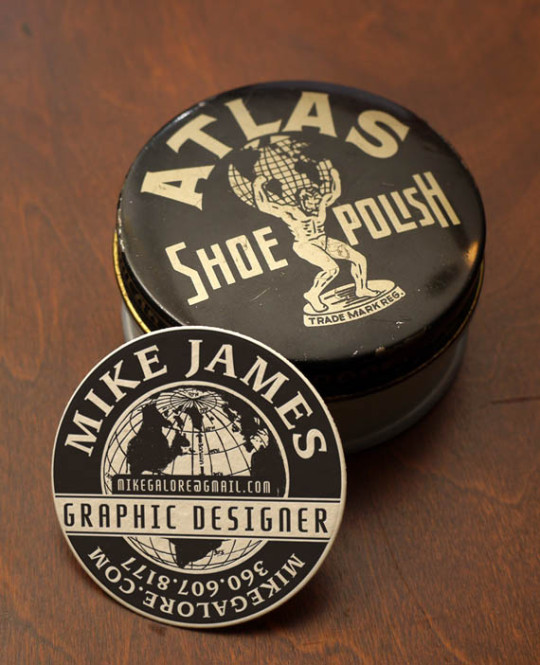 ATLAS
SHOE POLISH
TRADE MARK REG.
MIKE JAMES
MIKEGALORE@GMAIL.COM
GRAPHIC DESIGNER
360.607.8177
MIKEGALORE.COM